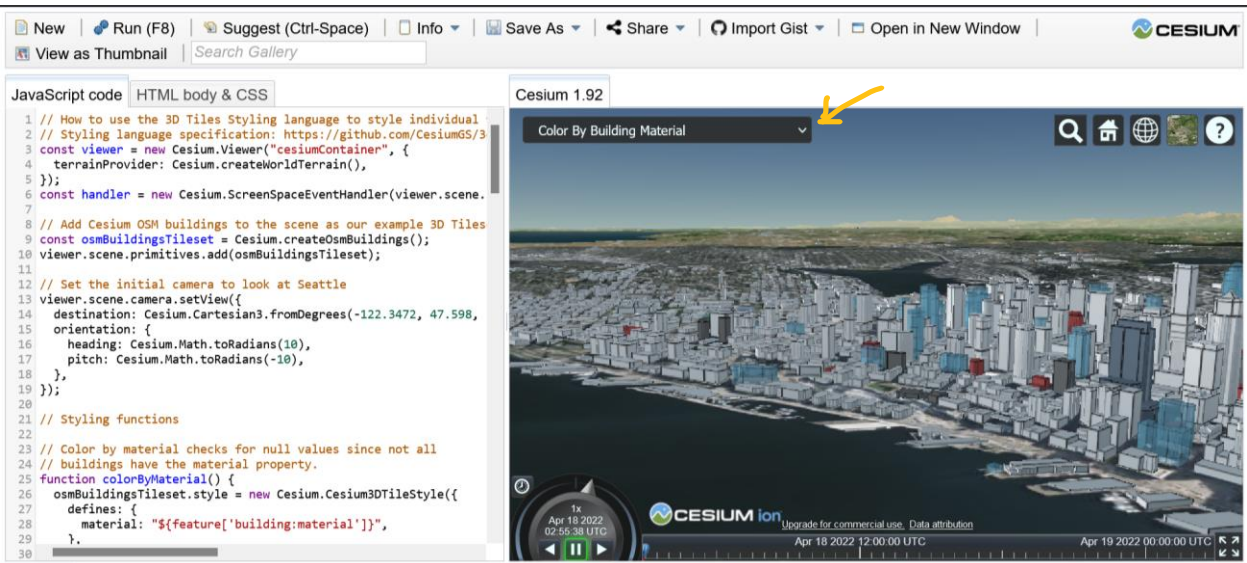 New Run (F8) Suggest (Ctrl-Space) Info Save As Share Import Gist Open in New Window CESIUM
View as Thumbnail Search Gallery
JavaScript code HTML body & CSS
1 // How to use the 3D Tiles Styling language to style individual
2 // Styling language specification: https://github.com/CesiumGS/3
3 const viewer = new Cesium.Viewer("cesiumContainer", {
4 terrainProvider: Cesium.createWorldTerrain(),
5 });
6 const handler = new Cesium.ScreenSpaceEventHandler(viewer.scene.
7
8 // Add Cesium OSM buildings to the scene as our example 3D Tiles
9 const osmBuildingsTileset = Cesium.createOsmBuildings();
10 viewer.scene.primitives.add(osmBuildingsTileset);
11
12 // Set the initial camera to look at Seattle
13 viewer.scene.camera.setView({
14 destination: Cesium.Cartesian3.fromDegrees(-122.3472, 47.598,
15 orientation: {
16 heading: Cesium.Math.toRadians(10),
17 pitch: Cesium.Math.toRadians(-10),
18 },
19 });
20
21 // Styling functions
22
23 // Color by material checks for null values since not all
24 // buildings have the material property.
25 function colorByMaterial() {
26 osmBuildingsTileset.style = new Cesium.Cesium3DTileStyle({
27 defines: {
28 material: "${feature['building:material']}",
29 },
30
Cesium 1.92
Color By Building Material
?
1x
Apr 18 2022
02:55:38 UTC
CESIUM ion
Upgrade for commercial use. Data attribution
Apr 18 2022 12:00:00 UTC Apr 19 2022 00:00:00 UTC